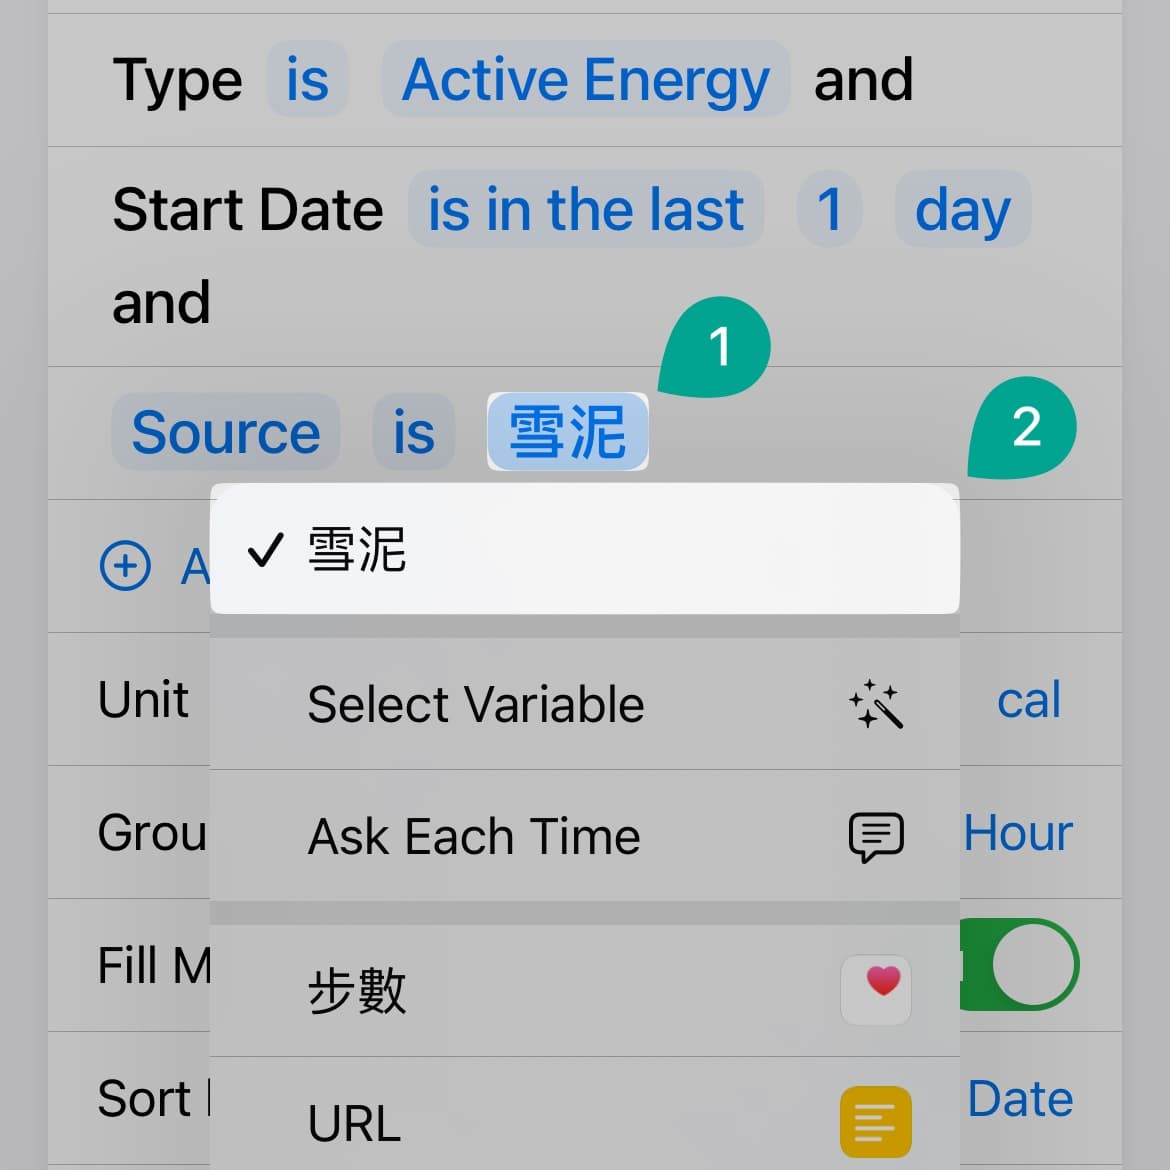 Type is Active Energy and
Start Date is in the last 1 day
and
1
Source is 雪泥
2
✓ 雪泥
A
Unit cal
Select Variable
Grou Hour
Ask Each Time
Fill M
步數
Sort Date
URL